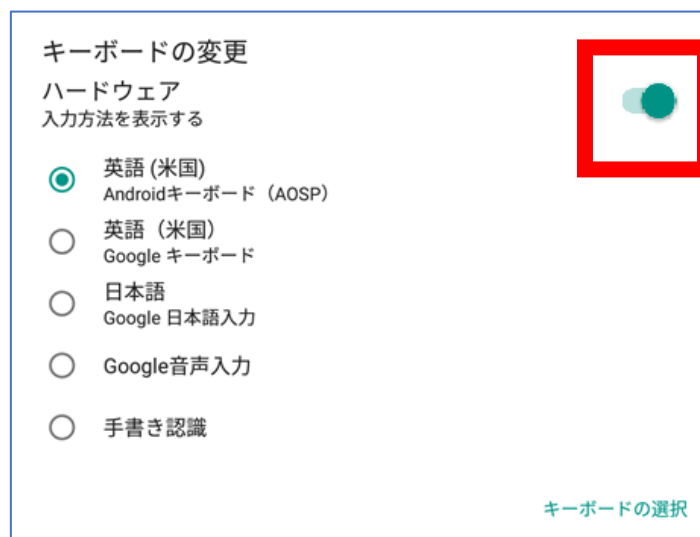 キーボードの変更
ハードウェア
入力方法を表示する
英語 (米国)
Androidキーボード（AOSP）
英語（米国）
Google キーボード
日本語
Google 日本語入力
Google音声入力
手書き認識
キーボードの選択